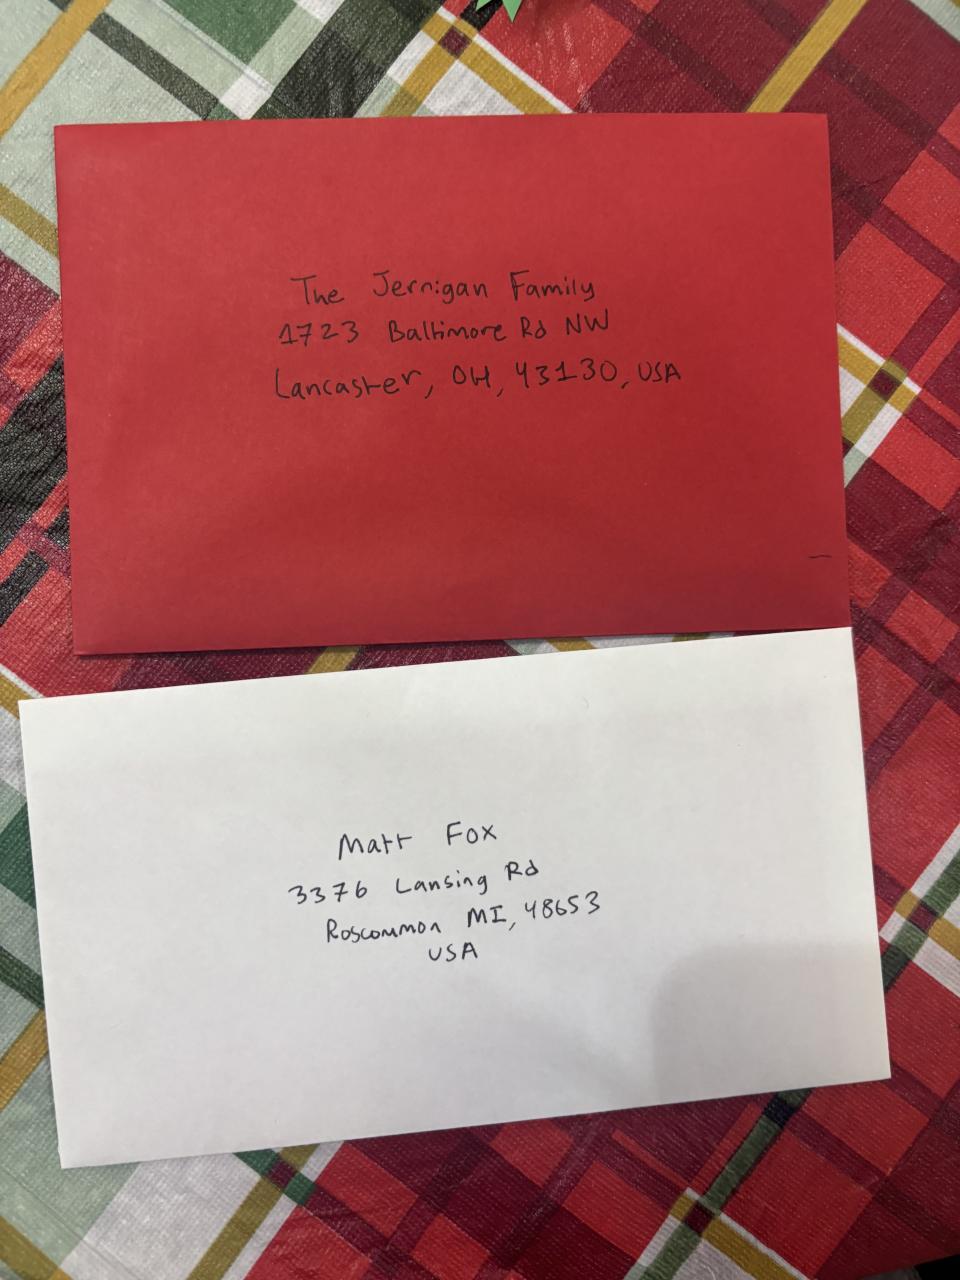 The Jernigan Family
1723 Baltimore Rd NW
Lancaster, OH, 43130, USA
Matt Fox
3376 Lansing Rd
Roscommon MI, 48653
USA